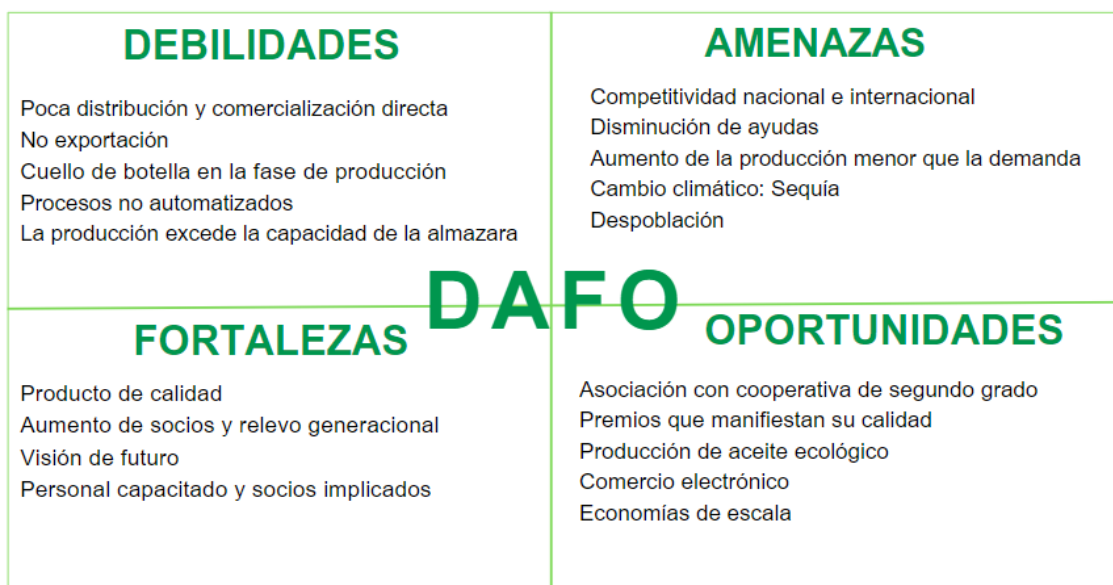 DEBILIDADES
Poca distribución y comercialización directa
No exportación
Cuello de botella en la fase de producción
Procesos no automatizados
La producción excede la capacidad de la almazara
AMENAZAS
Competitividad nacional e internacional
Disminución de ayudas
Aumento de la producción menor que la demanda
Cambio climático: Sequía
Despoblación
DAFO
FORTALEZAS
Producto de calidad
Aumento de socios y relevo generacional
Visión de futuro
Personal capacitado y socios implicados
OPORTUNIDADES
Asociación con cooperativa de segundo grado
Premios que manifiestan su calidad
Producción de aceite ecológico
Comercio electrónico
Economías de escala